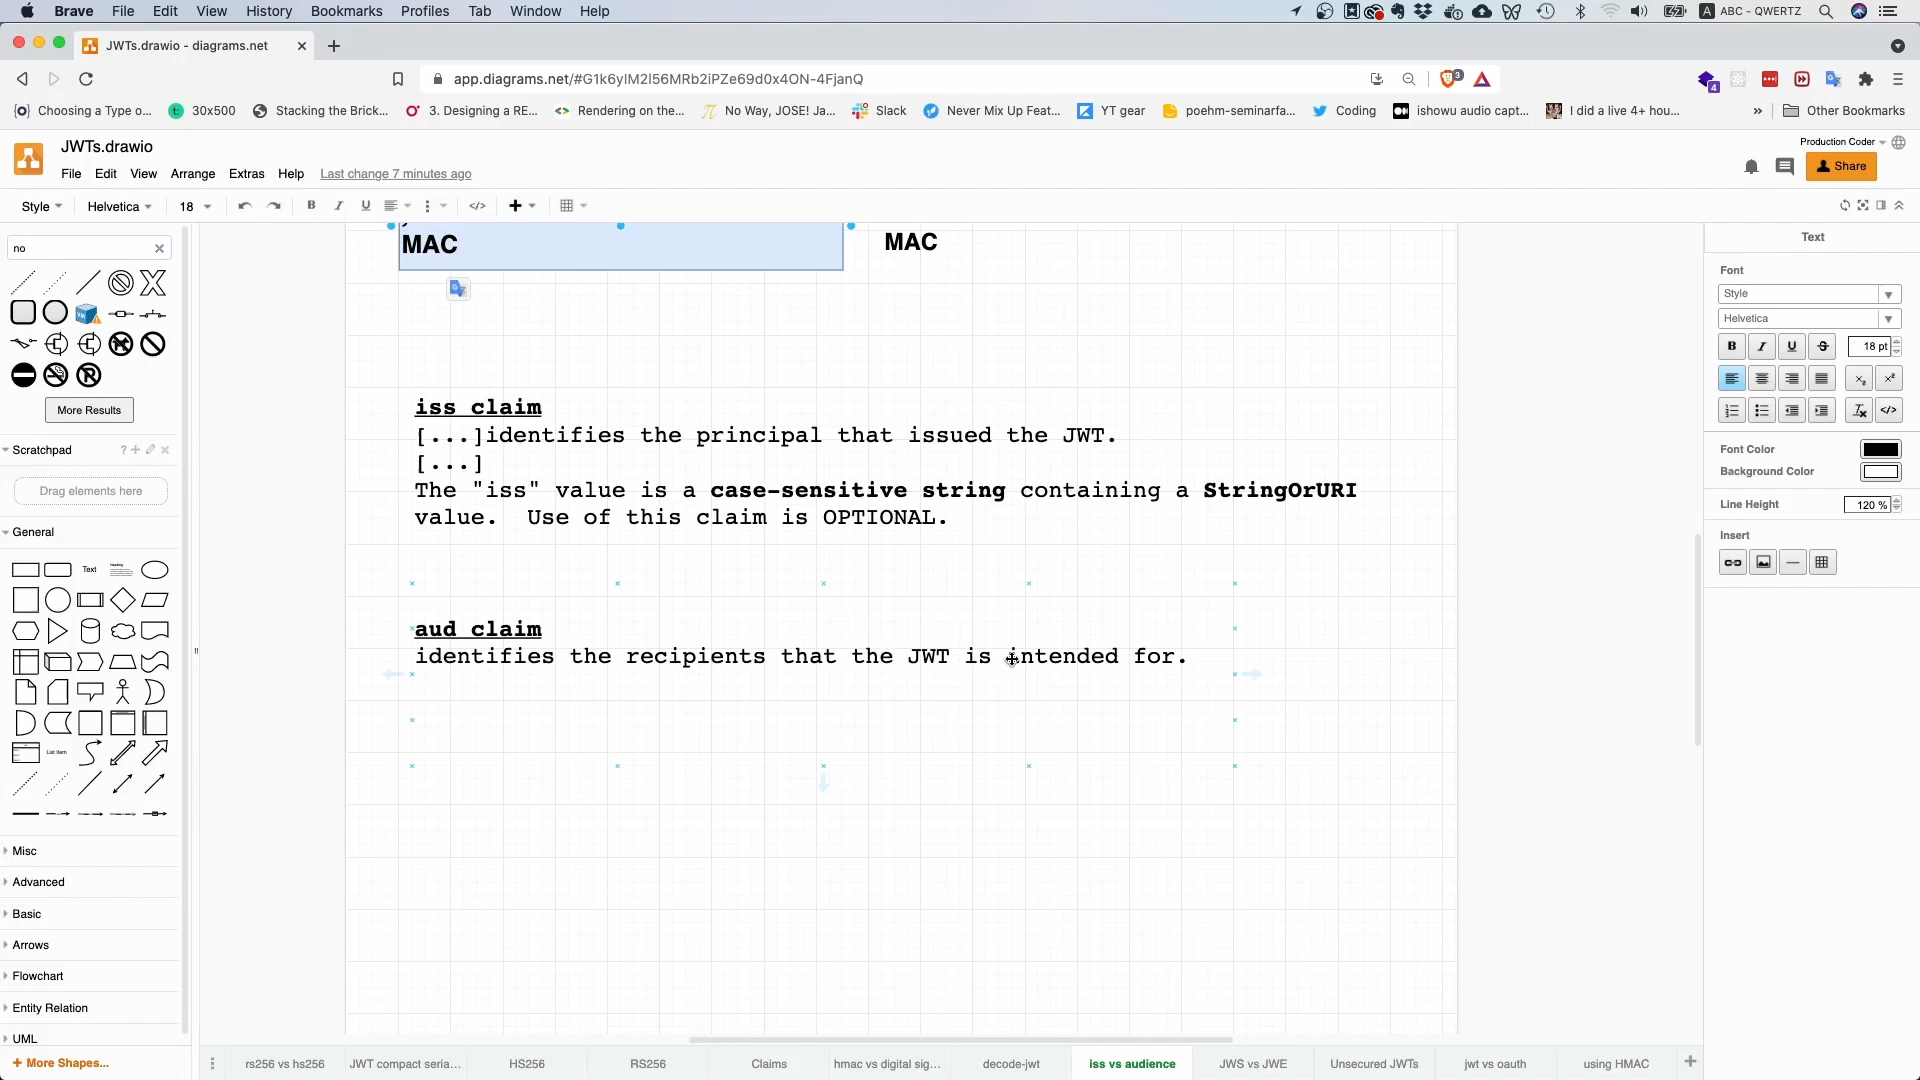 Brave File Edit View History Bookmarks Profiles Tab Window Help
ABC - QWERTZ
JWTs.drawio - diagrams.net
app.diagrams.net/#G1k6yIM2I56MRb2iPZe69d0x4ON-4FjanQ
3
4
Choosing a Type o...
30x500
Stacking the Brick...
3. Designing a RE...
Rendering on the...
No Way, JOSE! Ja...
Slack
Never Mix Up Feat...
YT gear
poehm-seminarfa...
Coding
ishowu audio capt...
I did a live 4+ hou...
Other Bookmarks
JWTs.drawio
Production Coder
File Edit View Arrange Extras Help Last change 7 minutes ago
Share
Style Helvetica 18 B I U
no
MAC
MAC
Text
Font
Style
Helvetica
B I U S 18 pt
Font Color
Background Color
Line Height 120 %
Insert
More Results
Scratchpad
Drag elements here
General
Text
Heading
List Item
Misc
Advanced
Basic
Arrows
Flowchart
Entity Relation
UML
+ More Shapes...
iss claim
[...]identifies the principal that issued the JWT.
[...]
The "iss" value is a case-sensitive string containing a StringOrURI
value.  Use of this claim is OPTIONAL.
aud claim
identifies the recipients that the JWT is intended for.
rs256 vs hs256
JWT compact seria...
HS256
RS256
Claims
hmac vs digital sig...
decode-jwt
iss vs audience
JWS vs JWE
Unsecured JWTs
jwt vs oauth
using HMAC